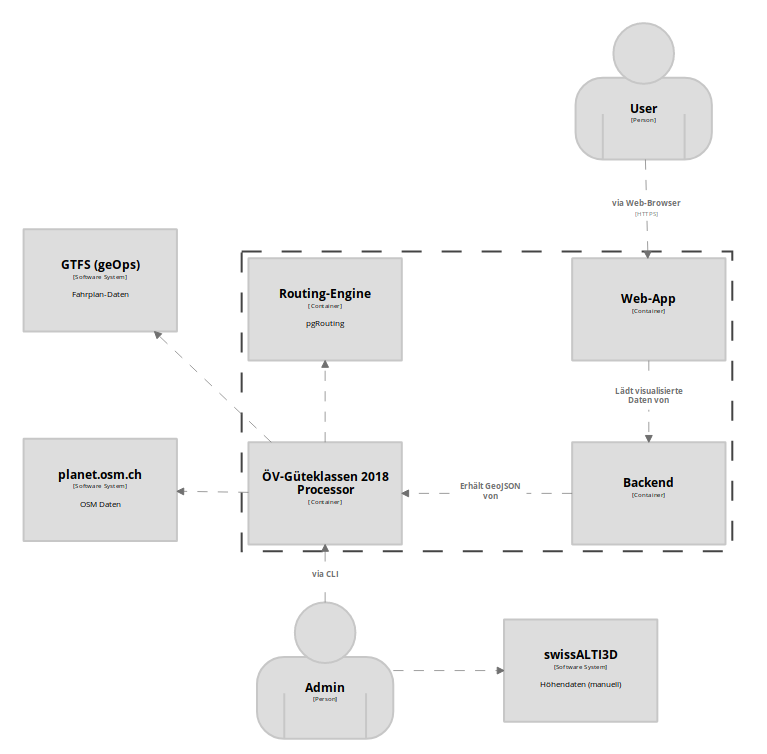 User
[Person]
via Web-Browser
[HTTPS]
GTFS (geOps)
[Software System]
Fahrplan-Daten
Routing-Engine
[Container]
pgRouting
Web-App
[Container]
Lädt visualisierte
Daten von
planet.osm.ch
[Software System]
OSM Daten
ÖV-Güteklassen 2018
Processor
[Container]
Erhält GeoJSON
von
Backend
[Container]
via CLI
Admin
[Person]
swissALTI3D
[Software System]
Höhendaten (manuell)